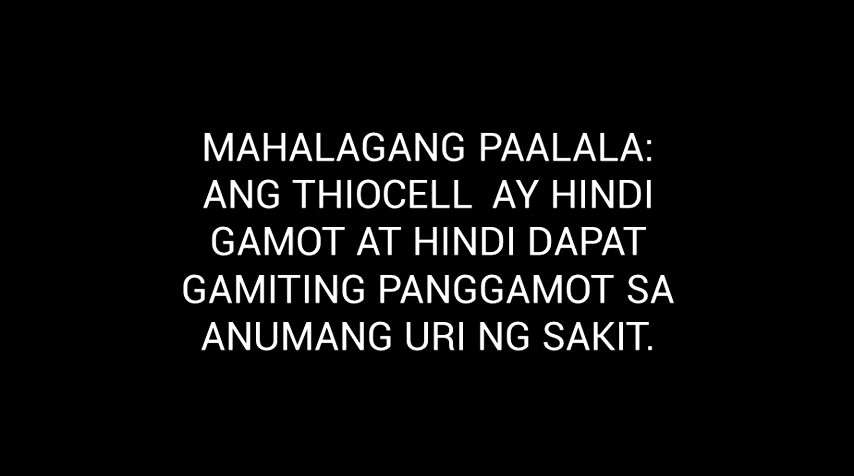 MAHALAGANG PAALALA:
ANG THIOCELL AY HINDI
GAMOT AT HINDI DAPAT
GAMITING PANGGAMOT SA
ANUMANG URI NG SAKIT.